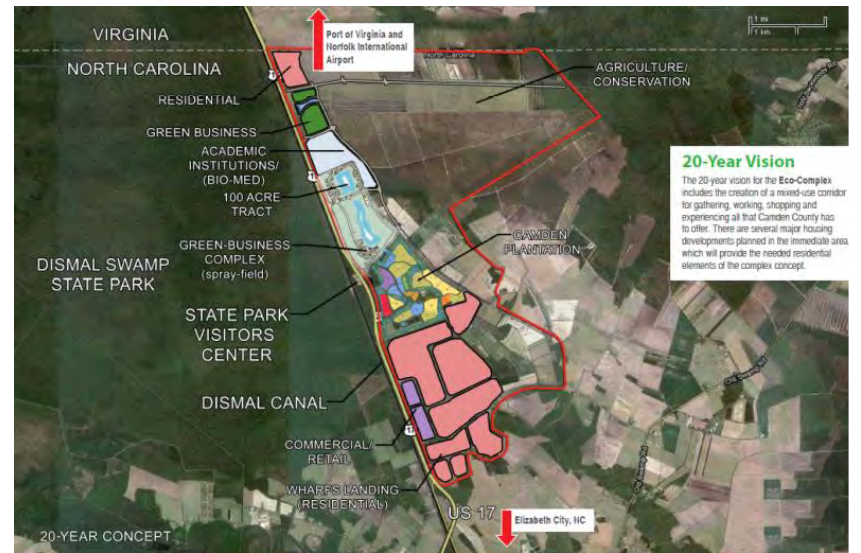 VIRGINIA
NORTH CAROLINA
Port of Virginia and
Norfolk International
Airport
1 mi
1 km
North Carolina
AGRICULTURE/
CONSERVATION
RESIDENTIAL
GREEN BUSINESS
ACADEMIC
INSTITUTIONS/
(BIO-MED)
100 ACRE
TRACT
20-Year Vision
The 20-year vision for the Eco-Complex
includes the creation of a mixed-use corridor
for gathering, working, shopping and
experiencing all that Camden County has
to offer. There are several major housing
developments planned in the immediate area
which will provide the needed residential
elements of the complex concept.
GREEN-BUSINESS
COMPLEX
(spray-field)
CAMDEN
PLANTATION
DISMAL SWAMP
STATE PARK
STATE PARK
VISITORS
CENTER
DISMAL CANAL
COMMERCIAL/
RETAIL
WHARFS LANDING
(RESIDENTIAL)
US 17
Elizabeth City, NC
20-YEAR CONCEPT